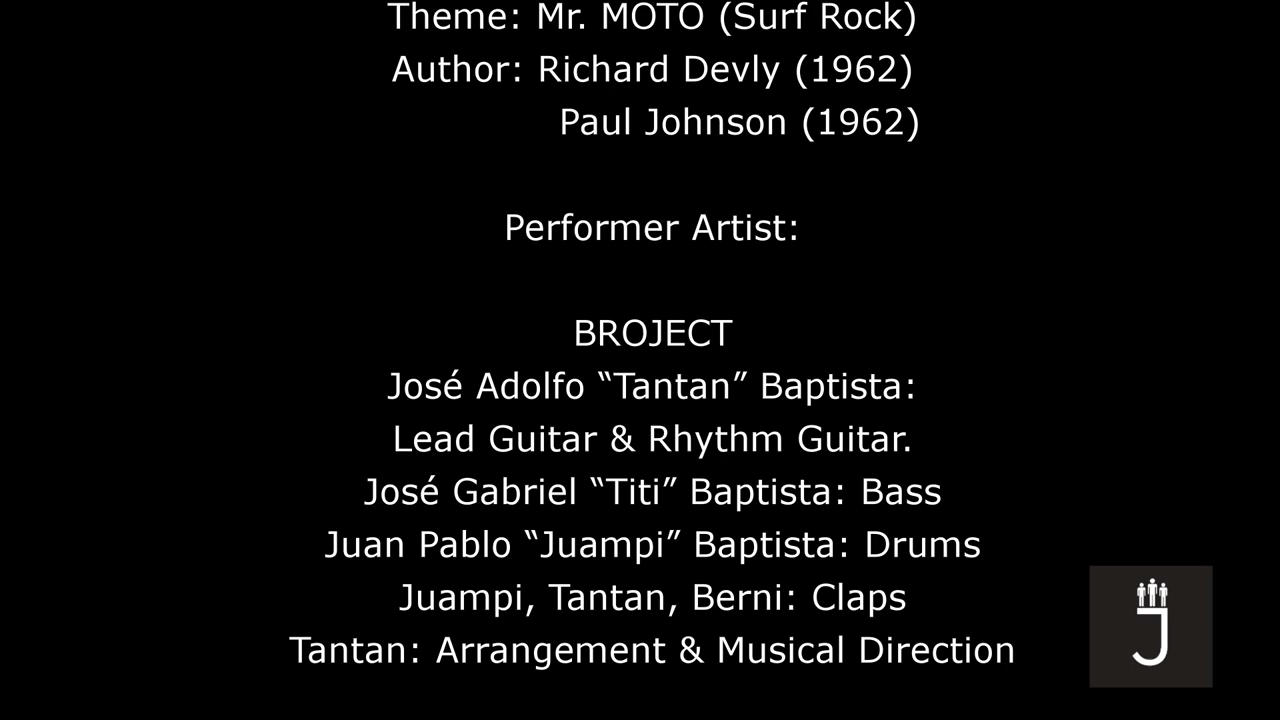 Theme: Mr. MOTO (Surf Rock)
Author: Richard Devly (1962)
Paul Johnson (1962)
Performer Artist:
BROJECT
José Adolfo “Tantan” Baptista:
Lead Guitar & Rhythm Guitar.
José Gabriel “Titi” Baptista: Bass
Juan Pablo “Juampi” Baptista: Drums
Juampi, Tantan, Berni: Claps
Tantan: Arrangement & Musical Direction
J